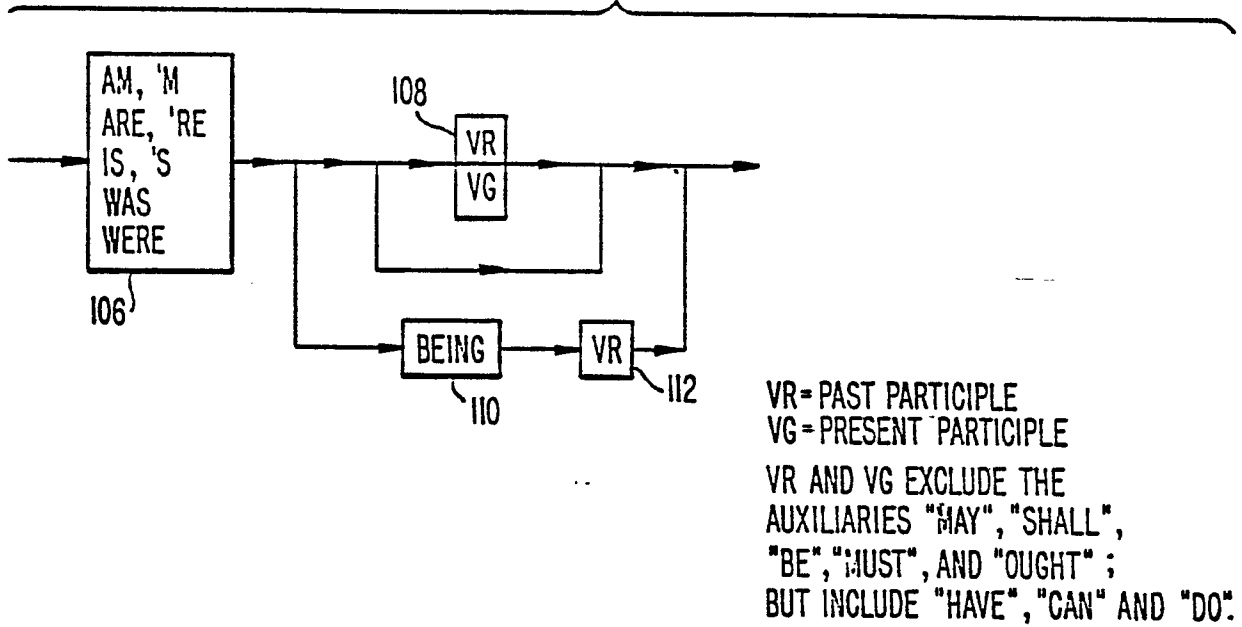 AM, 'M
ARE, 'RE
IS, 'S
WAS
WERE
106
108
VR
VG
BEING
110
VR
112
VR = PAST PARTICIPLE
VG = PRESENT PARTICIPLE
VR AND VG EXCLUDE THE
AUXILIARIES "MAY", "SHALL",
"BE", "MUST", AND "OUGHT" ;
BUT INCLUDE "HAVE", "CAN" AND "DO".